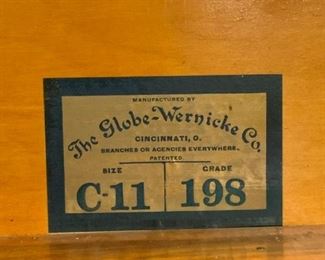 MANUFACTURED BY
The Globe-Wernicke Co.
CINCINNATI, O.
BRANCHES OR AGENCIES EVERYWHERE.
PATENTED.
SIZE GRADE
C-11 198